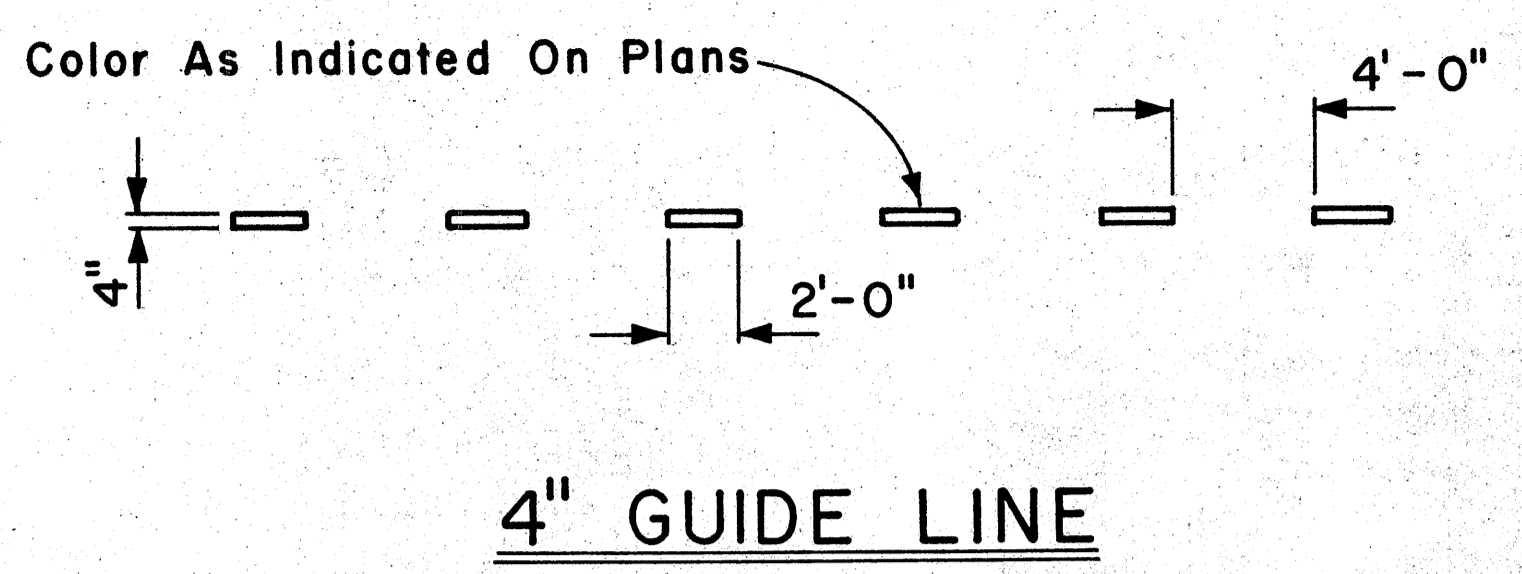 Color As Indicated On Plans
4'-0"
4"
2'-0"
4" GUIDE LINE